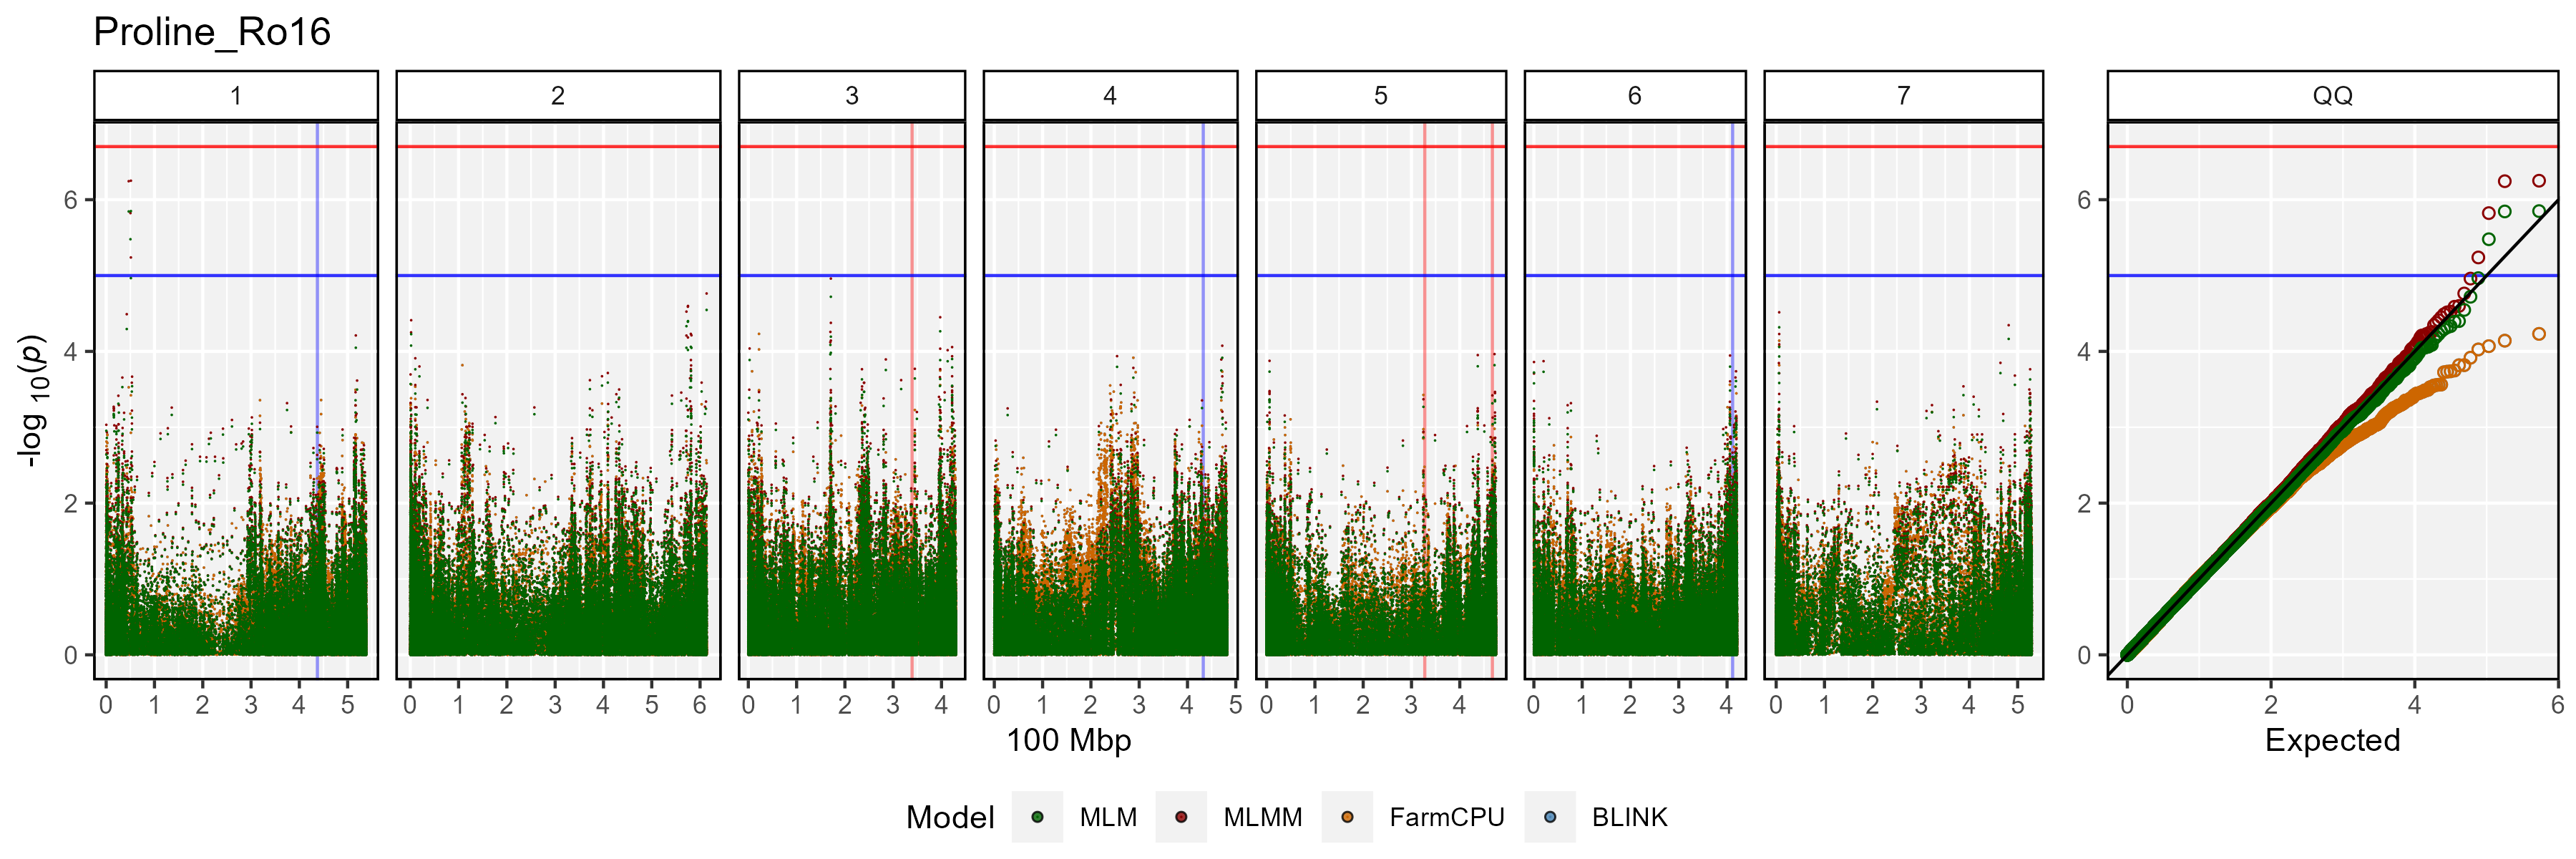 Proline_Ro16
1 2 3 4 5 6 7 QQ
6 6
4 4
2 2
0 0
-log 10(p)
0 1 2 3 4 5 0 1 2 3 4 5 6 0 1 2 3 4 0 1 2 3 4 5 0 1 2 3 4 0 1 2 3 4 0 1 2 3 4 5 0 2 4 6
100 Mbp Expected
Model MLM MLMM FarmCPU BLINK